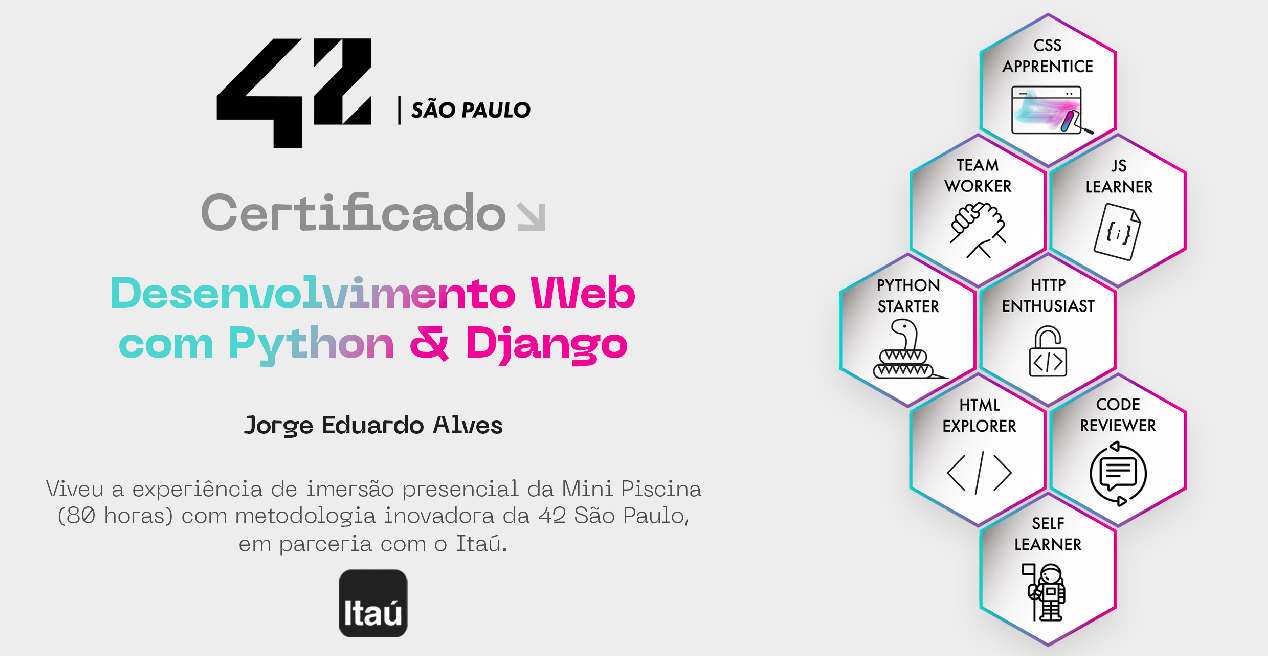 42 | SÃO PAULO
Certificado
Desenvolvimento Web
com Python & Django
Jorge Eduardo Alves
Viveu a experiência de imersão presencial da Mini Piscina
(80 horas) com metodologia inovadora da 42 São Paulo,
em parceria com o Itaú.
Itaú
CSS
APPRENTICE
TEAM
WORKER
JS
LEARNER
{i}
PYTHON
STARTER
HTTP
ENTHUSIAST
</>
HTML
EXPLORER
</>
CODE
REVIEWER
SELF
LEARNER